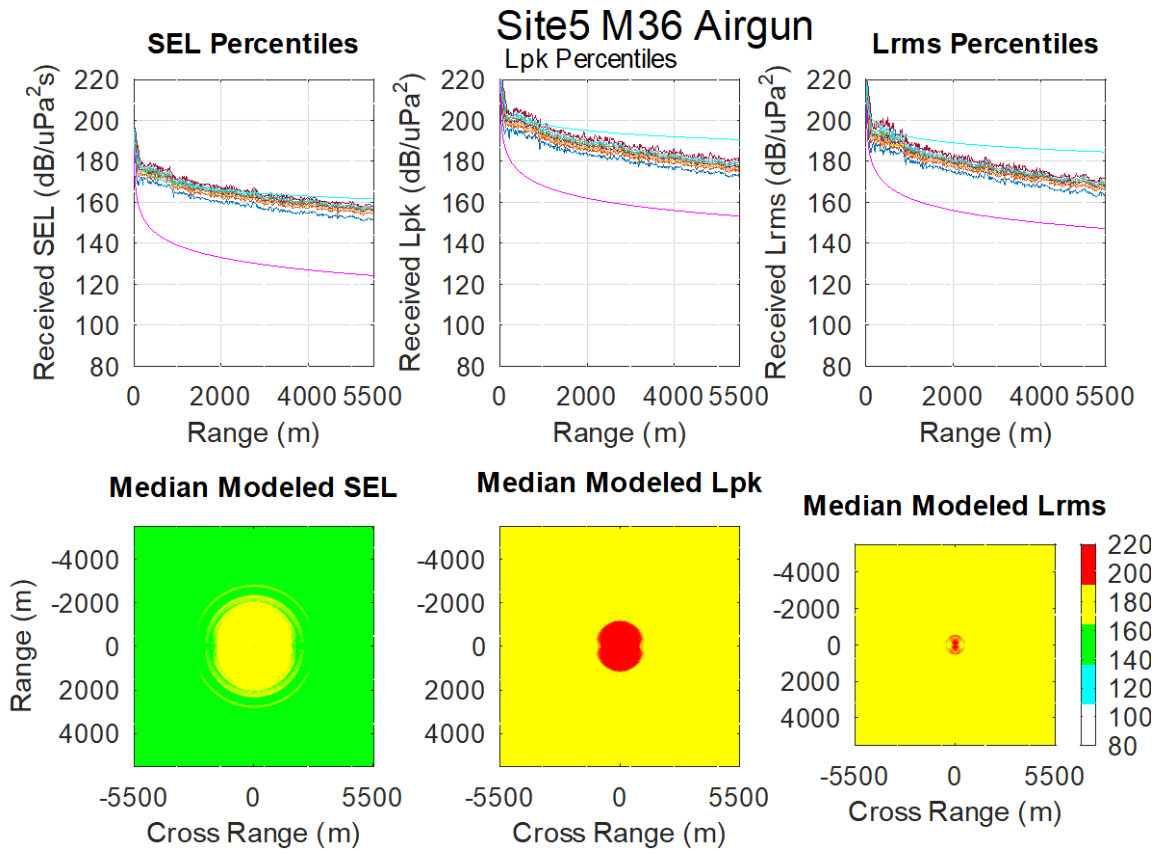 Site5 M36 Airgun
SEL Percentiles
Lpk Percentiles
Lrms Percentiles
Received SEL (dB/uPa²s)
220
200
180
160
140
120
100
80
0 2000 4000 5500
Range (m)
Received Lpk (dB/uPa²)
220
200
180
160
140
120
100
80
0 2000 4000 5500
Range (m)
Received Lrms (dB/uPa²)
220
200
180
160
140
120
100
80
0 2000 4000 5500
Range (m)
Median Modeled SEL
Range (m)
-4000
-2000
0
2000
4000
-5500 0 5500
Cross Range (m)
Median Modeled Lpk
-4000
-2000
0
2000
4000
-5500 0 5500
Cross Range (m)
Median Modeled Lrms
-4000
-2000
0
2000
4000
-5500 0 5500
Cross Range (m)
220
200
180
160
140
120
100
80